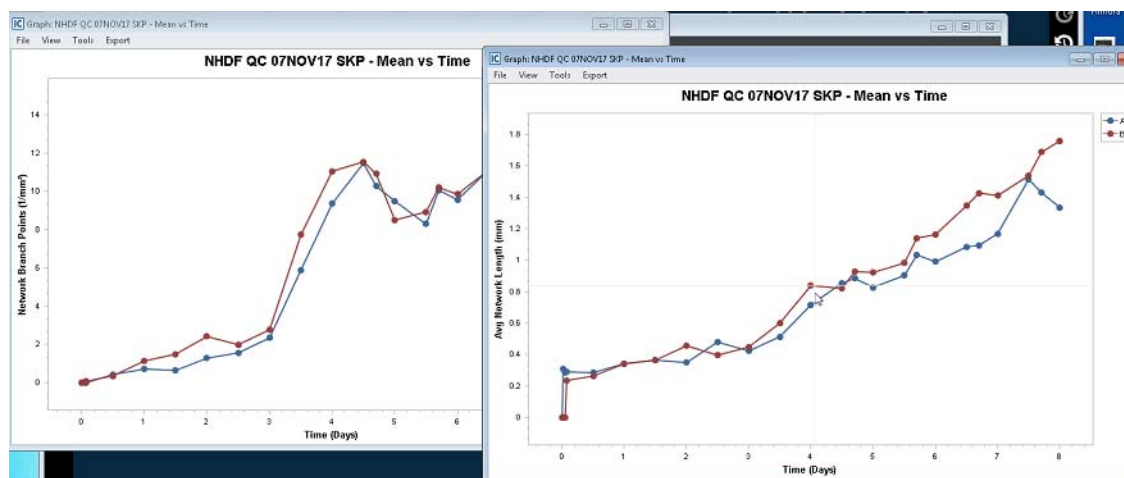 Graph: NHDF QC 07NOV17 SKP - Mean vs Time
File View Tools Export
NHDF QC 07NOV17 SKP - Mean vs Time
Network Branch Points (1/mm²)
14
12
10
8
6
4
2
0
0 1 2 3 4 5 6
Time (Days)
Graph: NHDF QC 07NOV17 SKP - Mean vs Time
File View Tools Export
NHDF QC 07NOV17 SKP - Mean vs Time
A
Avg Network Length (mm)
1.8
1.6
1.4
1.2
1
0.8
0.6
0.4
0.2
0
0 1 2 3 4 5 6 7 8
Time (Days)